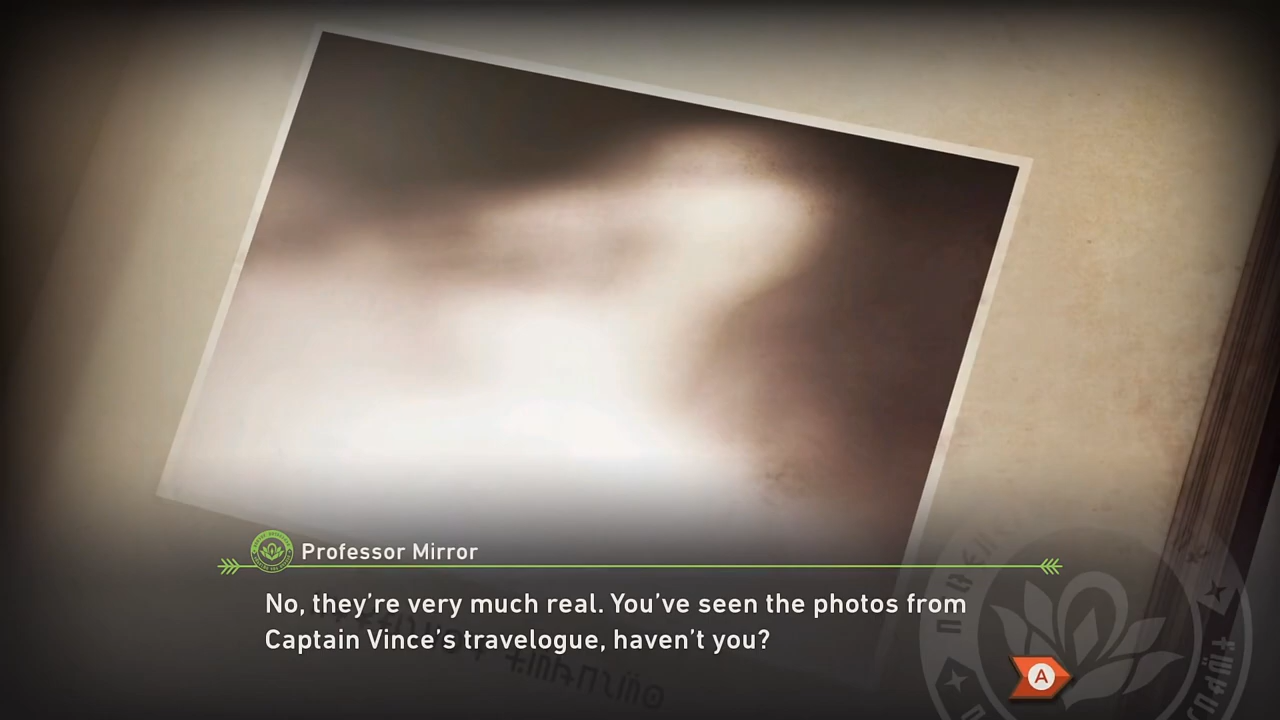 Professor Mirror
No, they're very much real. You've seen the photos from
Captain Vince's travelogue, haven't you?
A